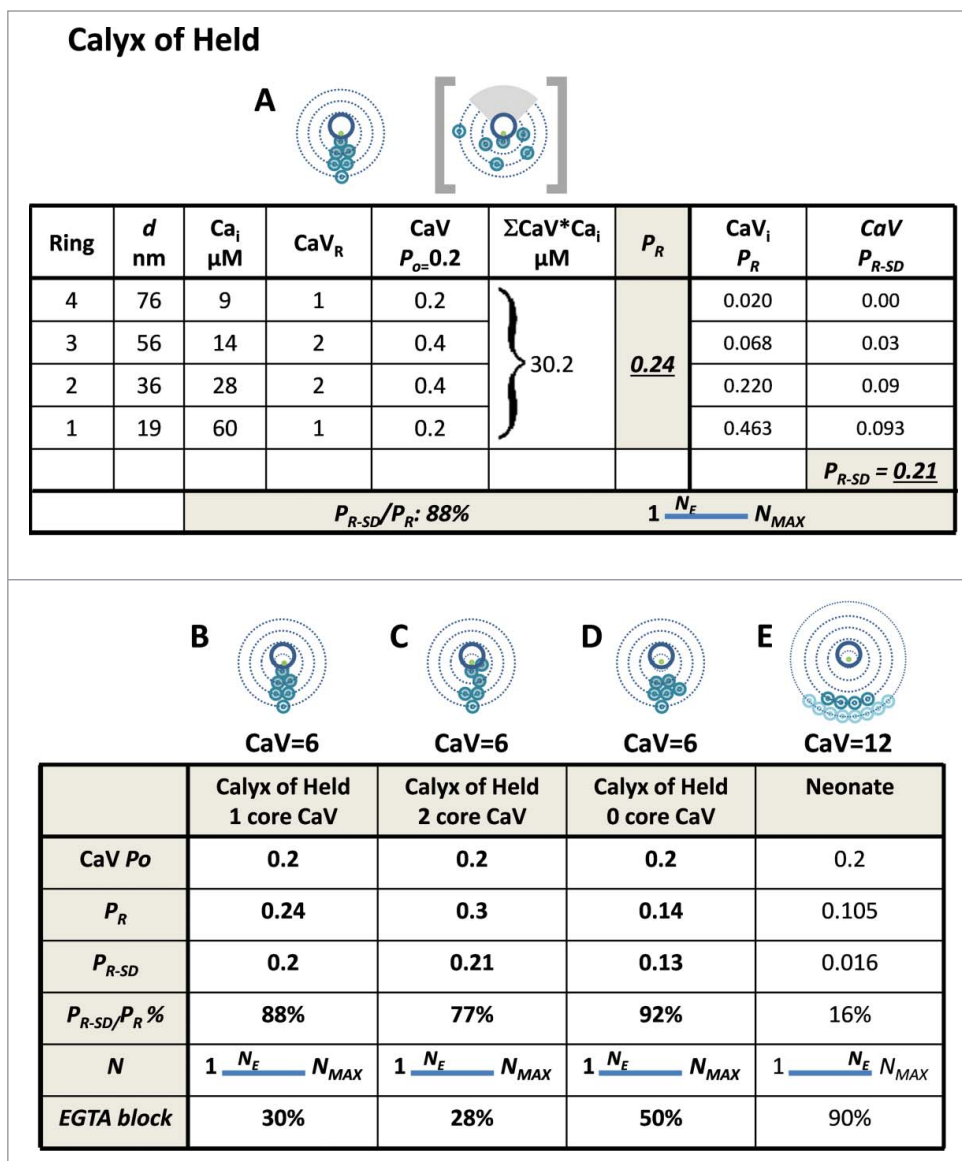 Calyx of Held
A
Ring d nm Ca_i μM CaV_R CaV P_o=0.2 ΣCaV*Ca_i μM P_R CaV_i P_R CaV P_R-SD
4 76 9 1 0.2 0.020 0.00
3 56 14 2 0.4 0.068 0.03
30.2 0.24
2 36 28 2 0.4 0.220 0.09
1 19 60 1 0.2 0.463 0.093
P_R-SD = 0.21
P_R-SD/P_R: 88% 1 N_E N_MAX
B C D E
CaV=6 CaV=6 CaV=6 CaV=12
Calyx of Held 1 core CaV Calyx of Held 2 core CaV Calyx of Held 0 core CaV Neonate
CaV Po 0.2 0.2 0.2 0.2
P_R 0.24 0.3 0.14 0.105
P_R-SD 0.2 0.21 0.13 0.016
P_R-SD/P_R % 88% 77% 92% 16%
N 1 N_E N_MAX 1 N_E N_MAX 1 N_E N_MAX 1 N_E N_MAX
EGTA block 30% 28% 50% 90%